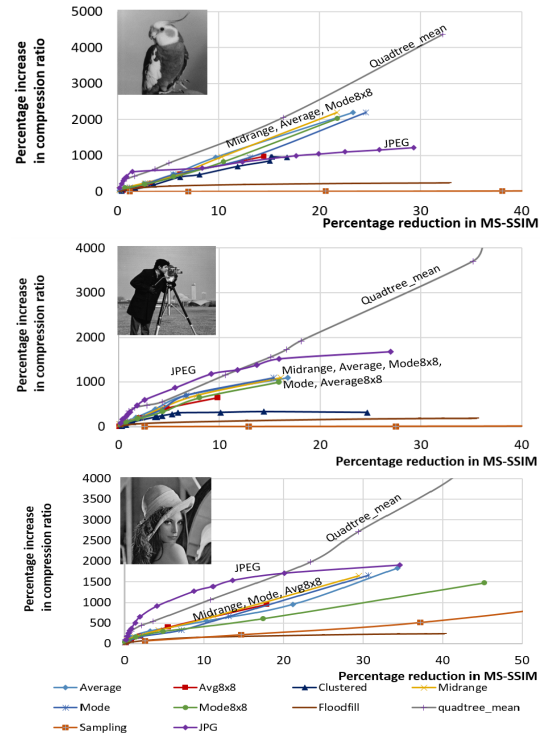 Percentage increase
in compression ratio
5000
4000
3000
2000
1000
0
Quadtree_mean
Midrange, Average, Mode8x8
JPEG
0 10 20 30 40
Percentage reduction in MS-SSIM
Percentage increase
in compression ratio
4000
3000
2000
1000
0
Quadtree_mean
JPEG
Midrange, Average, Mode8x8,
Mode, Average8x8
0 10 20 30 40
Percentage reduction in MS-SSIM
Percentage increase
in compression ratio
4000
3500
3000
2500
2000
1500
1000
500
0
Quadtree_mean
JPEG
Midrange, Mode, Avg8x8
0 10 20 30 40 50
Percentage reduction in MS-SSIM
Average Avg8x8 Clustered Midrange
Mode Mode8x8 Floodfill quadtree_mean
Sampling JPG